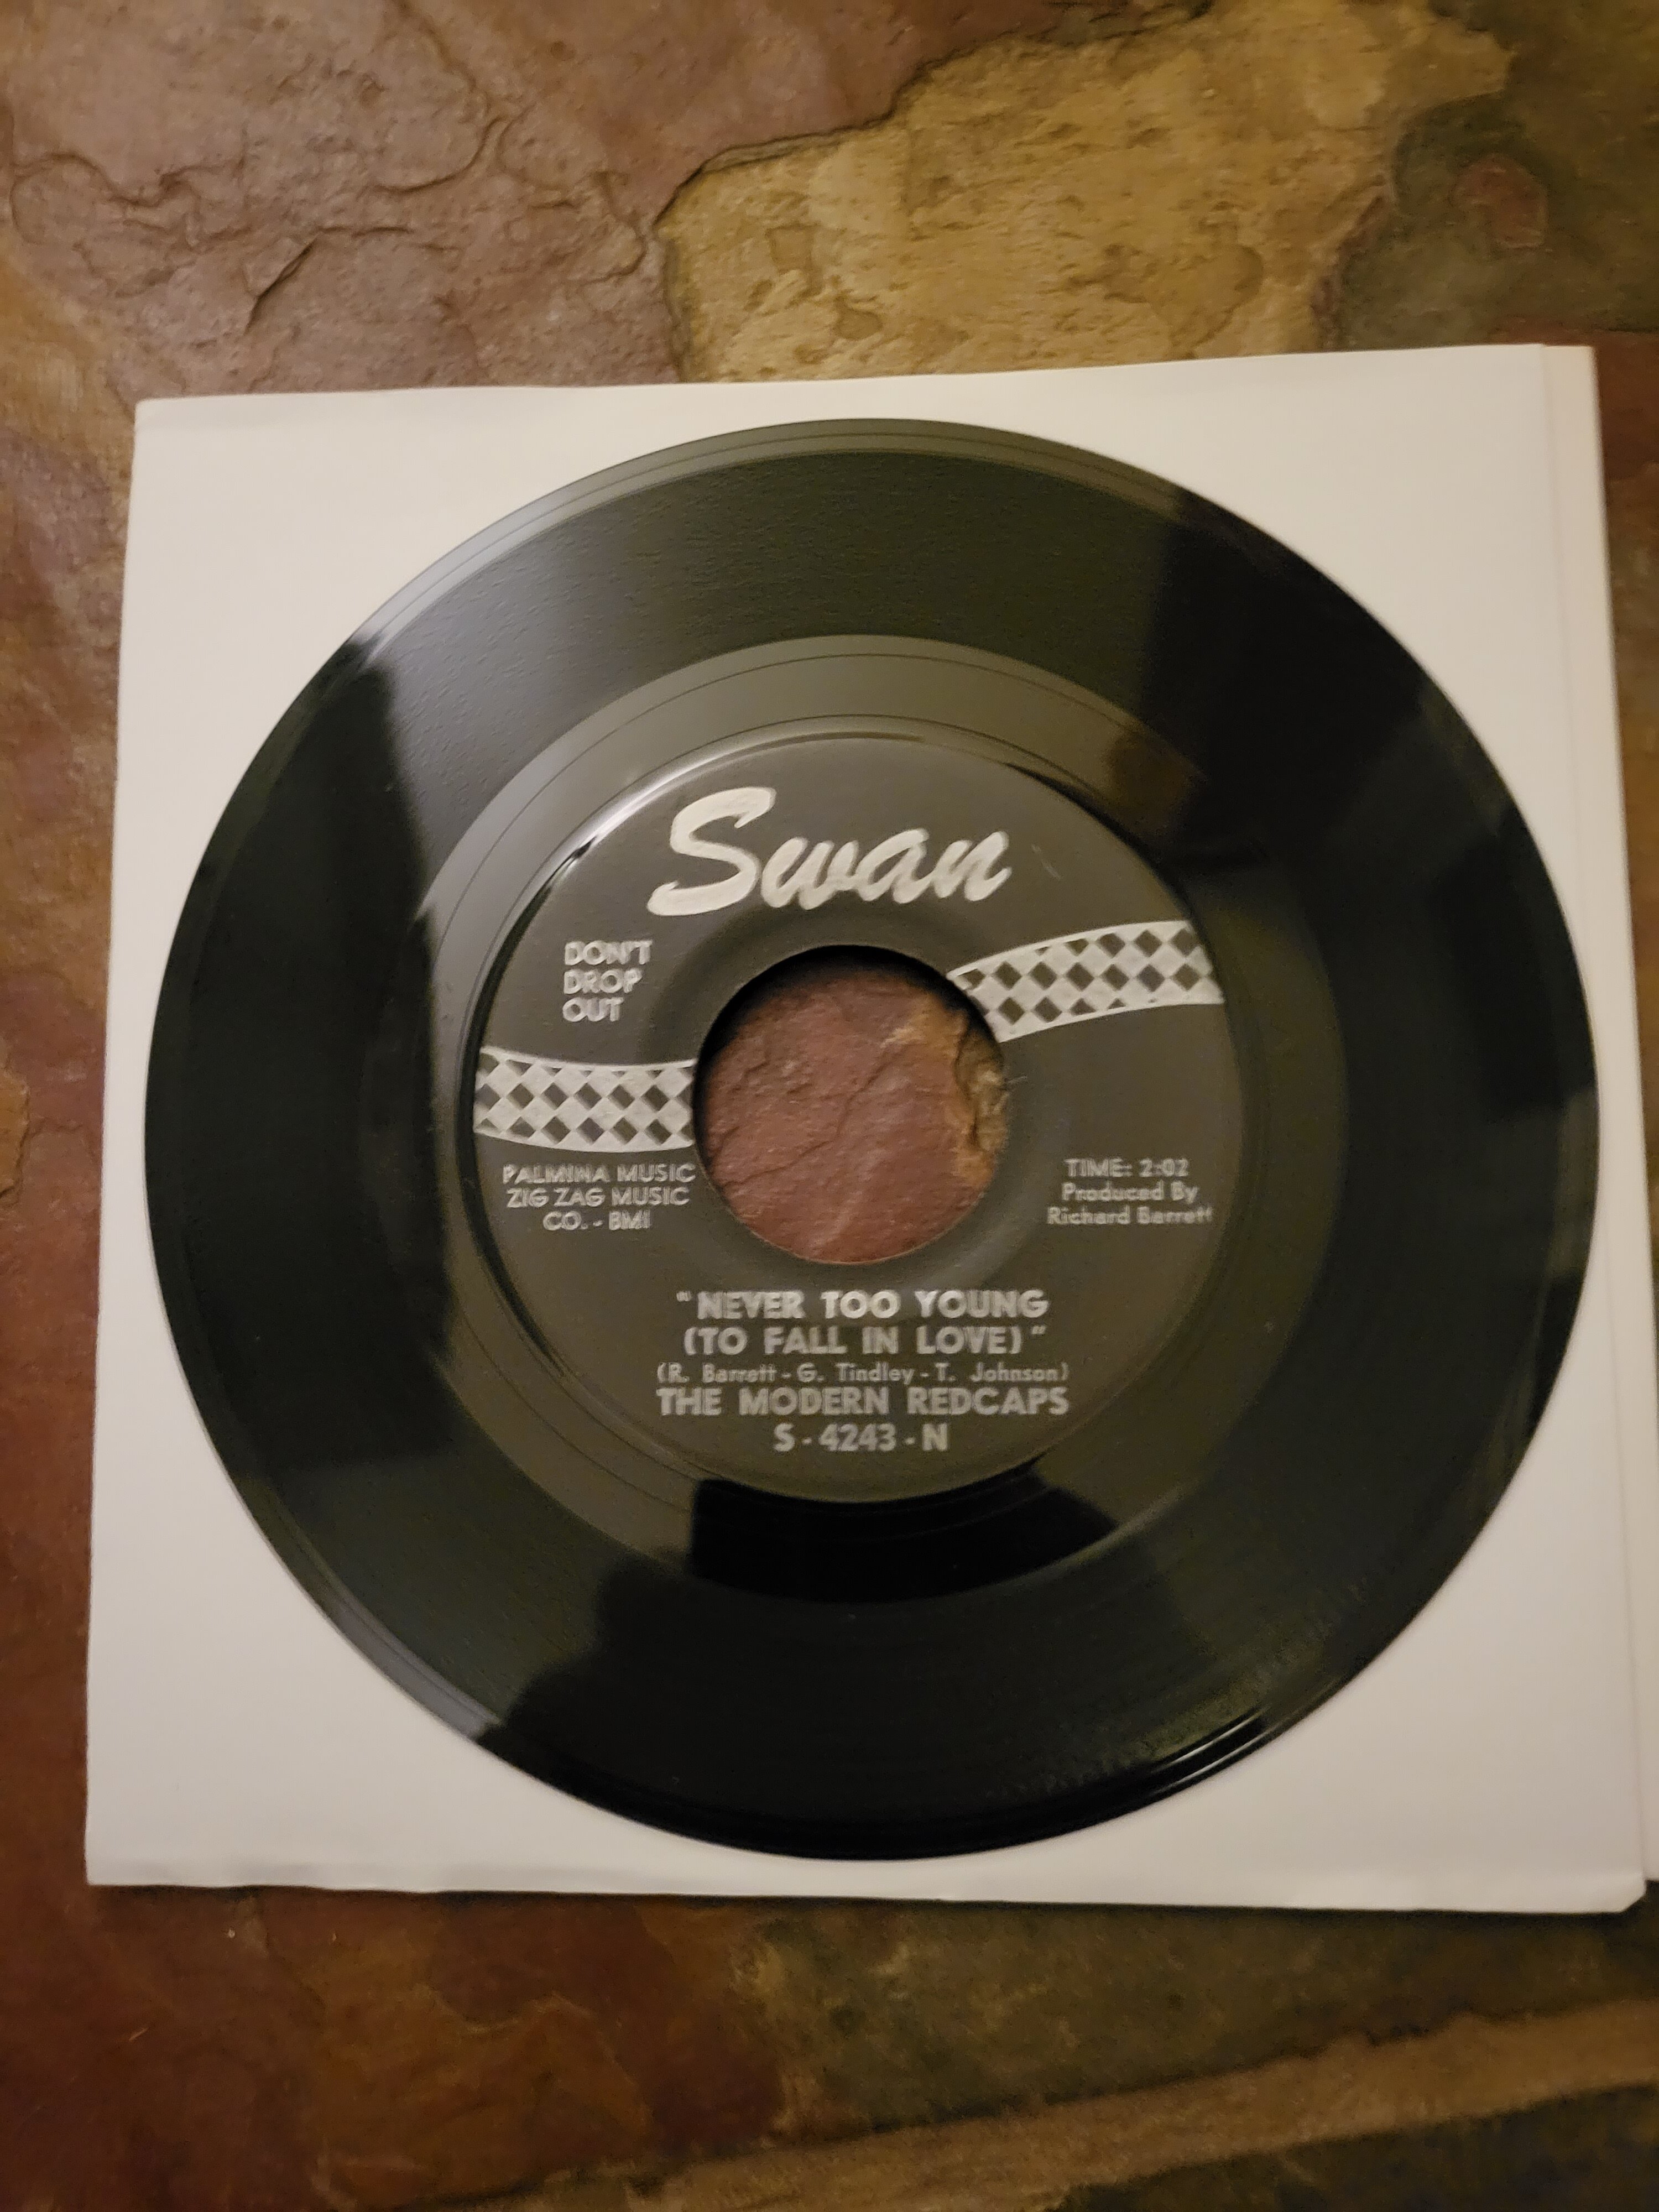 Swan
DON'T
DROP
OUT
PALMINA MUSIC
ZIG ZAG MUSIC
CO. - BMI
TIME: 2:02
Produced By
Richard Barrett
"NEVER TOO YOUNG
(TO FALL IN LOVE)"
(R. Barrett - G. Tindley - T. Johnson)
THE MODERN REDCAPS
S - 4243 - N